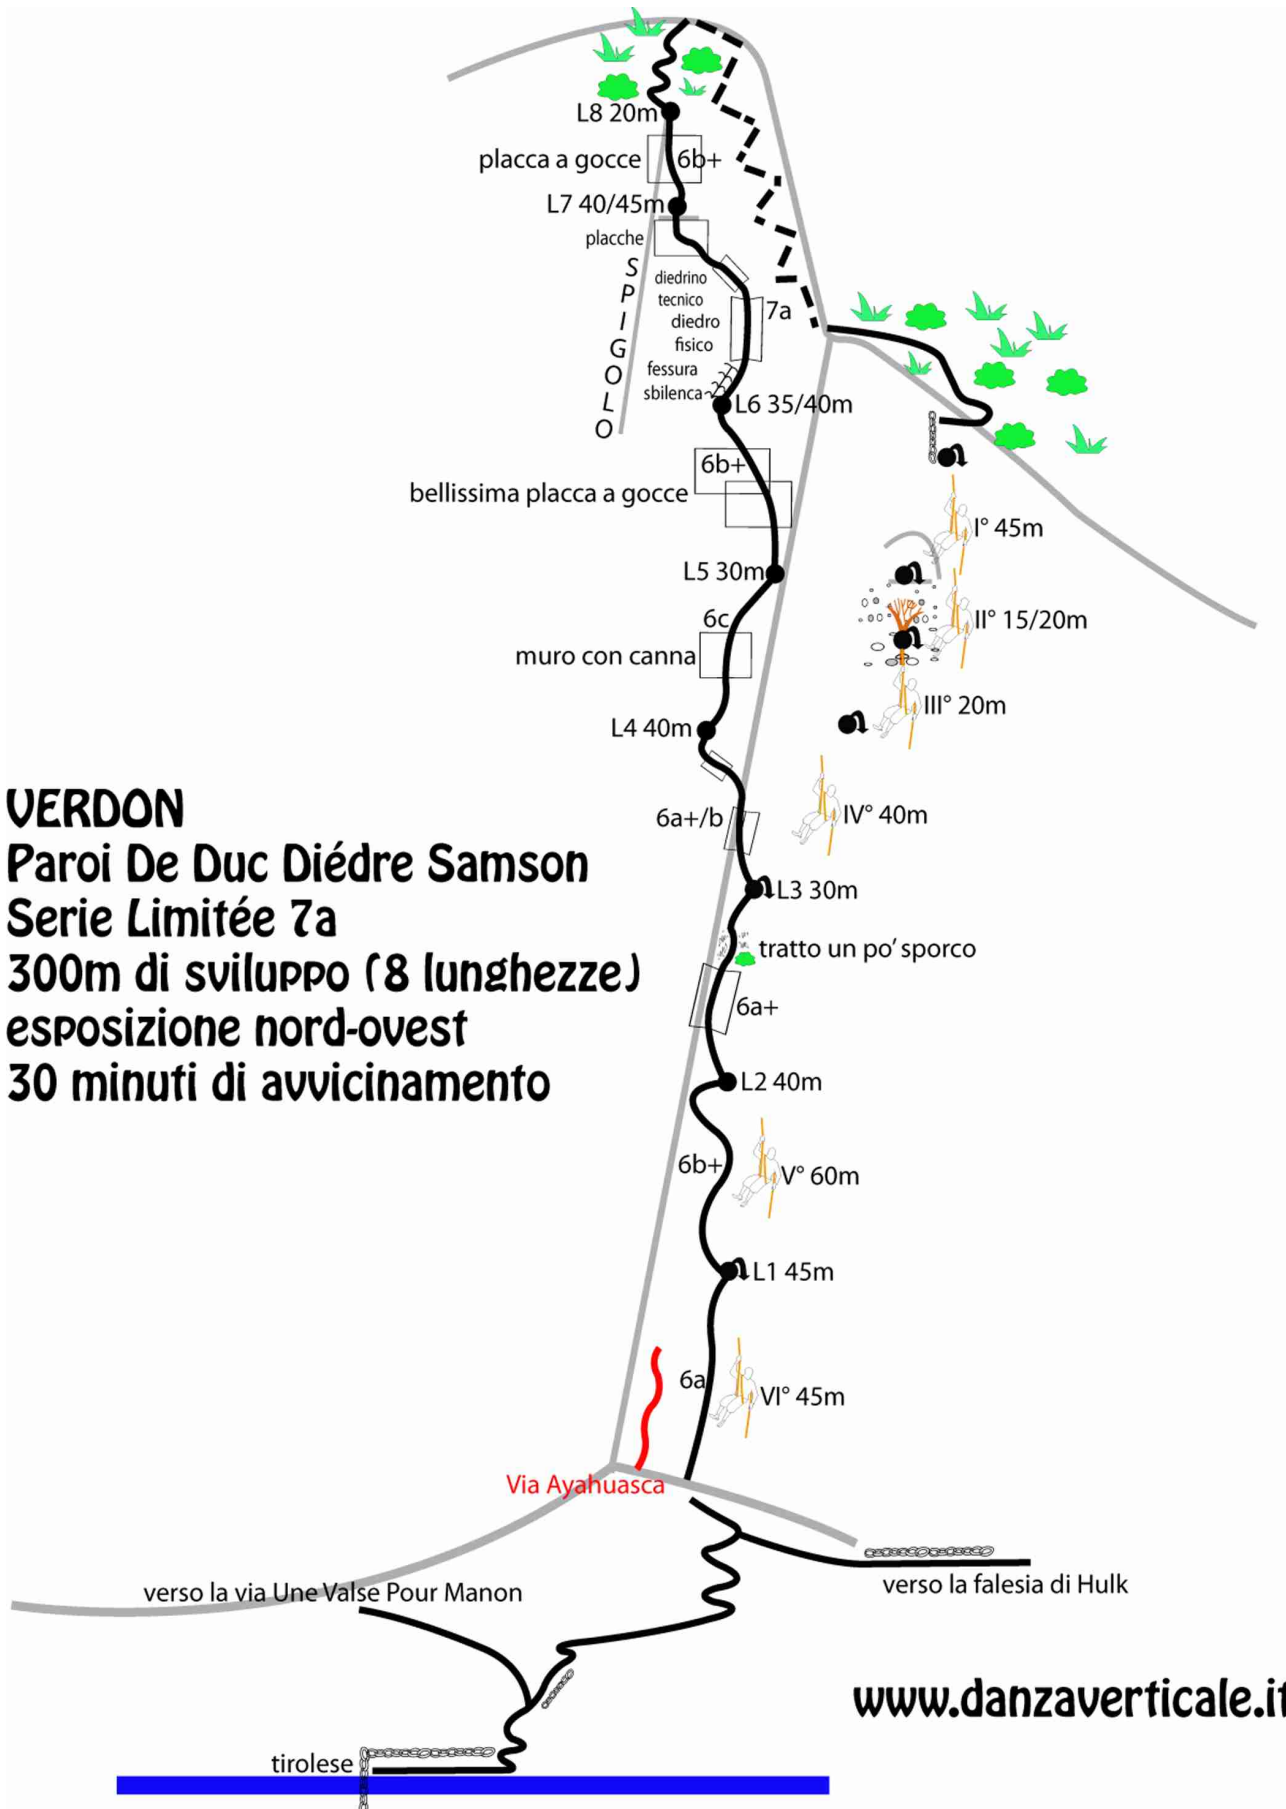 L8 20m
placca a gocce
6b+
L7 40/45m
placche
SPIGOLO
diedrino
tecnico
diedro
fisico
7a
fessura
sbilenca
L6 35/40m
6b+
bellissima placca a gocce
I° 45m
L5 30m
II° 15/20m
6c
muro con canna
III° 20m
L4 40m
6a+/b
IV° 40m
L3 30m
VERDON
Paroi De Duc Diédre Samson
Serie Limitée 7a
300m di sviluppo (8 lunghezze)
esposizione nord-ovest
30 minuti di avvicinamento
tratto un po' sporco
6a+
L2 40m
6b+
V° 60m
L1 45m
6a
VI° 45m
Via Ayahuasca
verso la via Une Valse Pour Manon
verso la falesia di Hulk
www.danzaverticale.it
tirolese